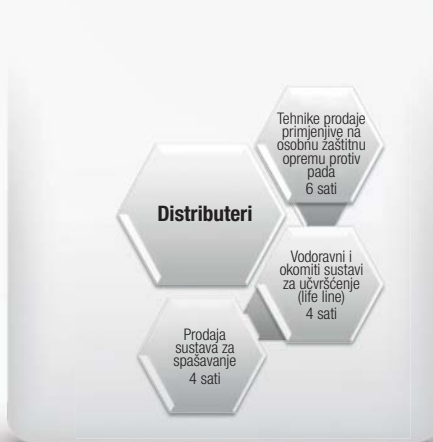 Tehnike prodaje
primjenjive na
osobnu zaštitnu
opremu protiv
pada
6 sati
Distributeri
Vodoravni i
okomiti sustavi
za učvršćenje
(life line)
4 sati
Prodaja
sustava za
spašavanje
4 sati